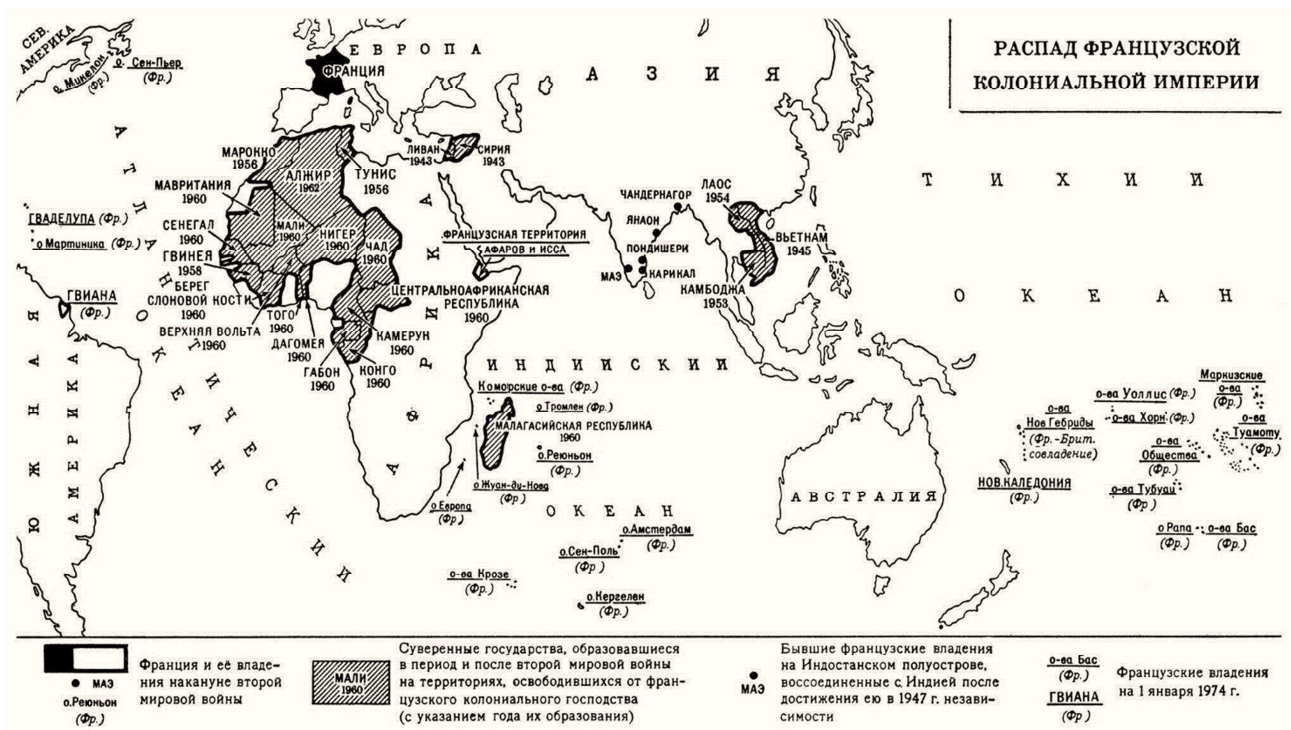 РАСПАД ФРАНЦУЗСКОЙ
КОЛОНИАЛЬНОЙ ИМПЕРИИ
СЕВ.
АМЕРИКА
о. Микелон
(Фр.)
о. Сен-Пьер
(Фр.)
ЕВРОПА
ФРАНЦИЯ
АЗИЯ
АТЛАНТИЧЕСКИЙ
ОКЕАН
ТИХИЙ
ОКЕАН
МАРОККО
1956
АЛЖИР
1962
ТУНИС
1956
ЛИВАН
1943
СИРИЯ
1943
МАВРИТАНИЯ
1960
СЕНЕГАЛ
1960
ГВИНЕЯ
1958
БЕРЕГ
СЛОНОВОЙ КОСТИ
1960
ВЕРХНЯЯ ВОЛЬТА
1960
МАЛИ
1960
НИГЕР
1960
ЧАД
1960
ТОГО
1960
ДАГОМЕЯ
1960
ГАБОН
1960
КОНГО
1960
КАМЕРУН
1960
ЦЕНТРАЛЬНОАФРИКАНСКАЯ
РЕСПУБЛИКА
1960
АФРИКА
ФРАНЦУЗСКАЯ ТЕРРИТОРИЯ
АФАРОВ И ИССА
ЧАНДЕРНАГОР
ЯНАОН
ПОНДИШЕРИ
МАЭ
КАРИКАЛ
ЛАОС
1954
ВЬЕТНАМ
1945
КАМБОДЖА
1953
ГВАДЕЛУПА (Фр.)
о Мартиника (Фр.)
ГВИАНА
(Фр.)
ЮЖНАЯ
АМЕРИКА
ИНДИЙСКИЙ
ОКЕАН
Коморские о-ва (Фр.)
о Тромлен (Фр.)
МАЛАГАСИЙСКАЯ РЕСПУБЛИКА
1960
о.Реюньон
(Фр.)
о Жуан-ди-Нова
(Фр)
о Европа
(Фр)
о.Амстердам
(Фр.)
о.Сен-Поль
(Фр)
о-ва Крозе
(Фр.)
о.Кергелен
(Фр.)
АВСТРАЛИЯ
Маркизские
о-ва
(Фр.)
о-ва Уоллис (Фр.)
о-ва Хорн (Фр.)
о-ва
Нов Гебриды
(Фр.-Брит.
совладение)
о-ва
Туамоту
(Фр.)
о-ва
Общества
(Фр.)
НОВ.КАЛЕДОНИЯ
(Фр.)
о-ва Тубуаи
(Фр)
о Рапа
(Фр.)
о-ва Бас
(Фр.)
МАЭ
о.Реюньон
(Фр.)
Франция и её владе-
ния накануне второй
мировой войны
МАЛИ
1960
Суверенные государства, образовавшиеся
в период и после второй мировой войны
на территориях, освободившихся от фран-
цузского колониального господства
(с указанием года их образования)
МАЭ
Бывшие французские владения
на Индостанском полуострове,
воссоединенные с Индией после
достижения ею в 1947 г. незави-
симости
о-ва Бас
(Фр.)
ГВИАНА
(Фр)
Французские владения
на 1 января 1974 г.